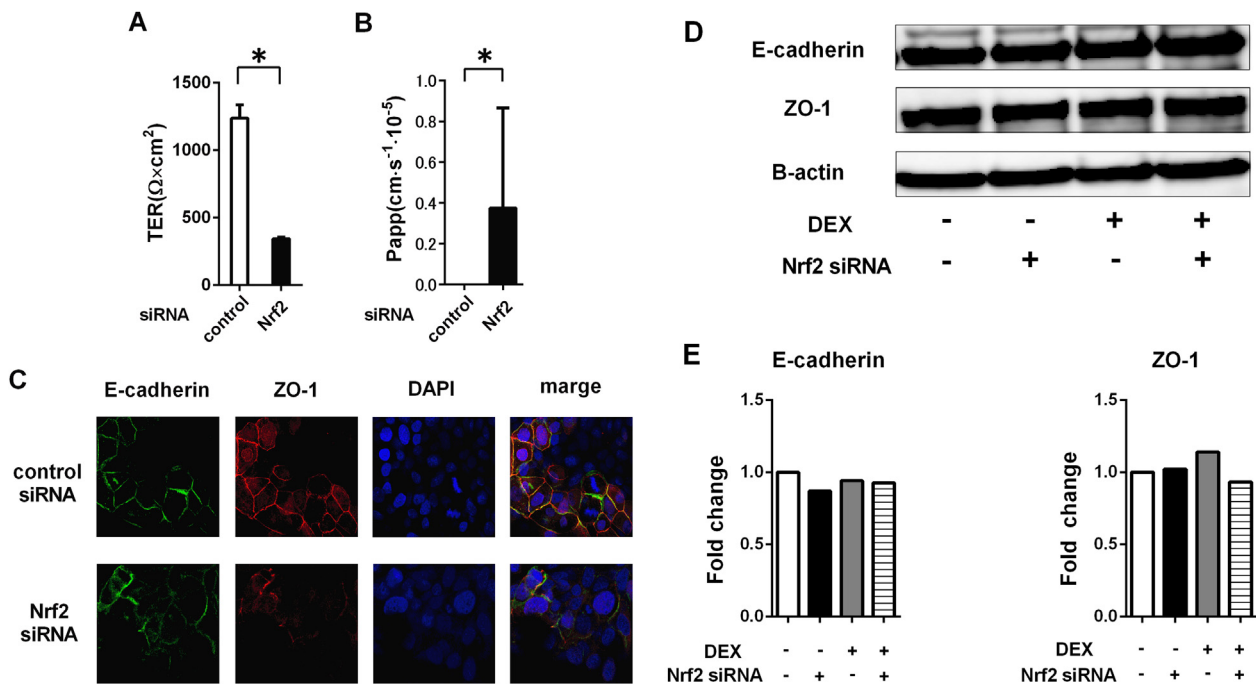 A
*
1500
1000
500
0
TER(Ω×cm²)
siRNA
control
Nrf2
B
*
1.0
0.8
0.6
0.4
0.2
0.0
Papp(cm·s⁻¹·10⁻⁵)
siRNA
control
Nrf2
C
E-cadherin ZO-1 DAPI marge
control
siRNA
Nrf2
siRNA
D
E-cadherin
ZO-1
B-actin
DEX - - + +
Nrf2 siRNA - + - +
E
E-cadherin
1.5
1.0
0.5
0.0
Fold change
DEX - - + +
Nrf2 siRNA - + - +
ZO-1
1.5
1.0
0.5
0.0
Fold change
DEX - - + +
Nrf2 siRNA - + - +